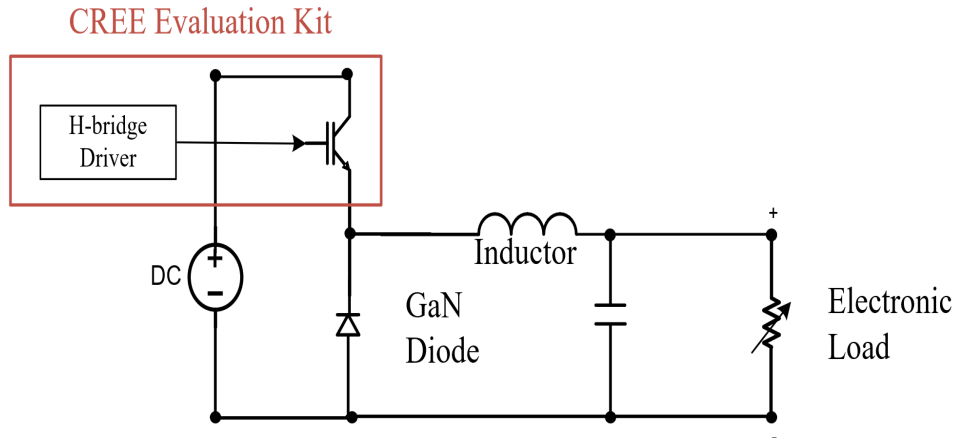 CREE Evaluation Kit
H-bridge
Driver
+
DC
+
−
Inductor
GaN
Diode
Electronic
Load